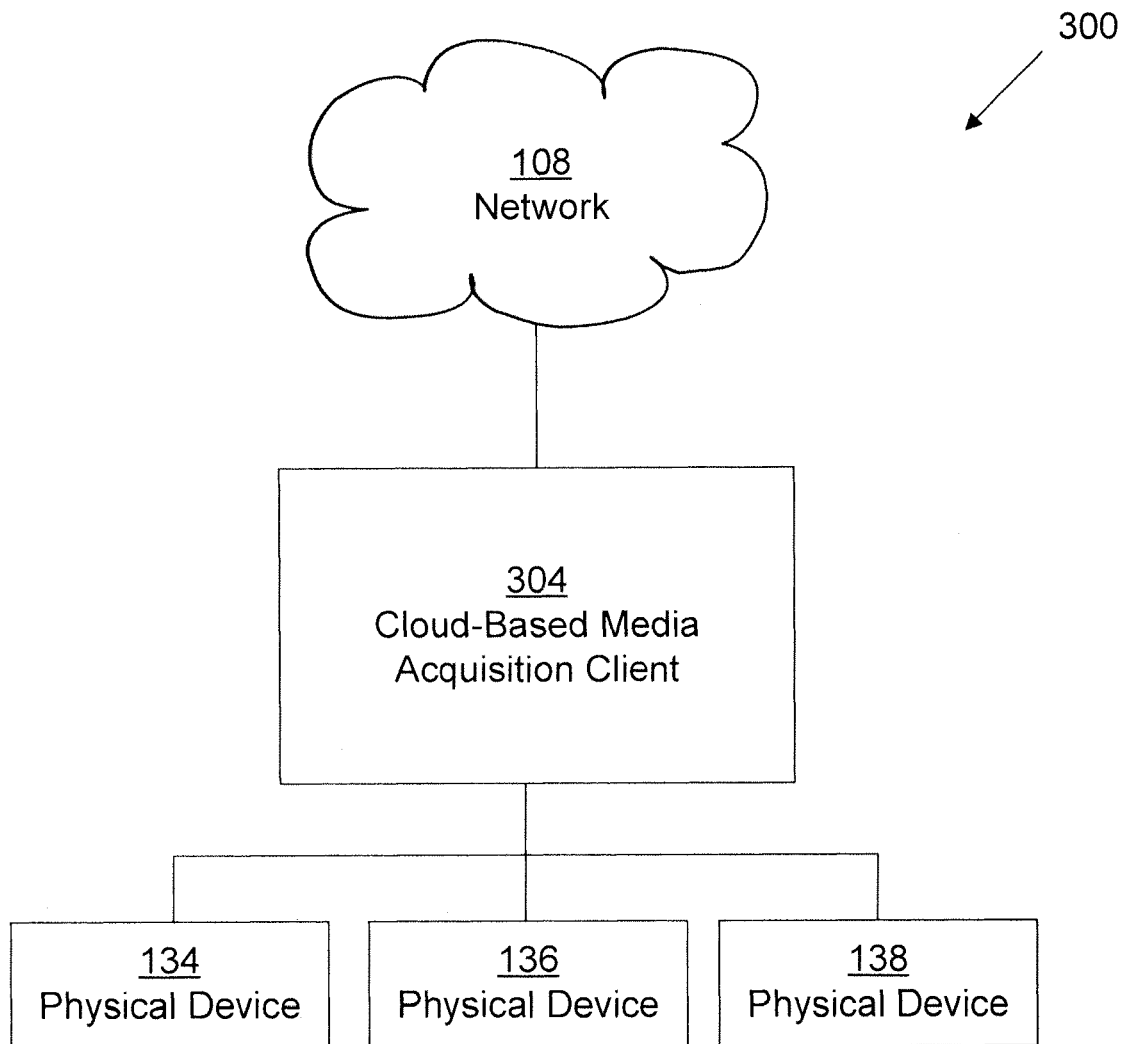 300
108
Network
304
Cloud-Based Media
Acquisition Client
134
Physical Device
136
Physical Device
138
Physical Device